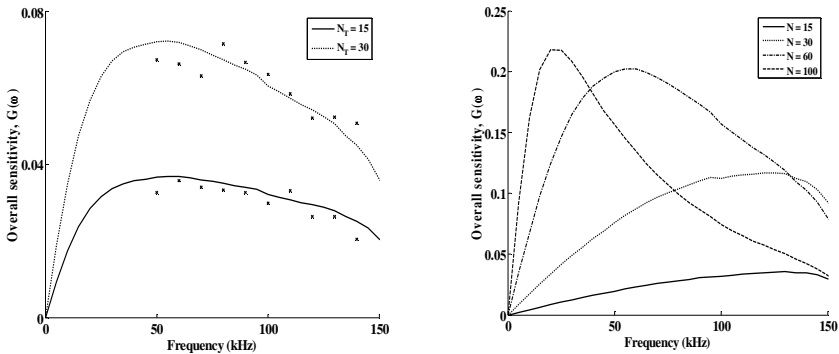 0.08
0.04
0
Overall sensitivity, G(ω)
N_T = 15
N_T = 30
0
50
100
150
Frequency (kHz)
0.25
0.2
0.15
0.1
0.05
0
Overall sensitivity, G(ω)
N = 15
N = 30
N = 60
N = 100
0
50
100
150
Frequency (kHz)